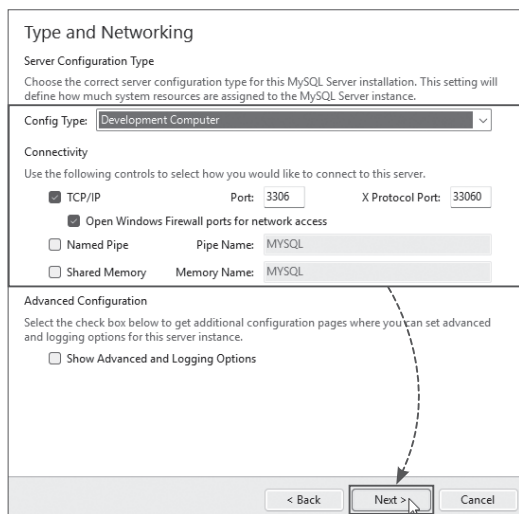 Type and Networking
Server Configuration Type
Choose the correct server configuration type for this MySQL Server installation. This setting will
define how much system resources are assigned to the MySQL Server instance.
Config Type: Development Computer
Connectivity
Use the following controls to select how you would like to connect to this server.
TCP/IP Port: 3306 X Protocol Port: 33060
Open Windows Firewall ports for network access
Named Pipe Pipe Name: MYSQL
Shared Memory Memory Name: MYSQL
Advanced Configuration
Select the check box below to get additional configuration pages where you can set advanced
and logging options for this server instance.
Show Advanced and Logging Options
< Back Next > Cancel